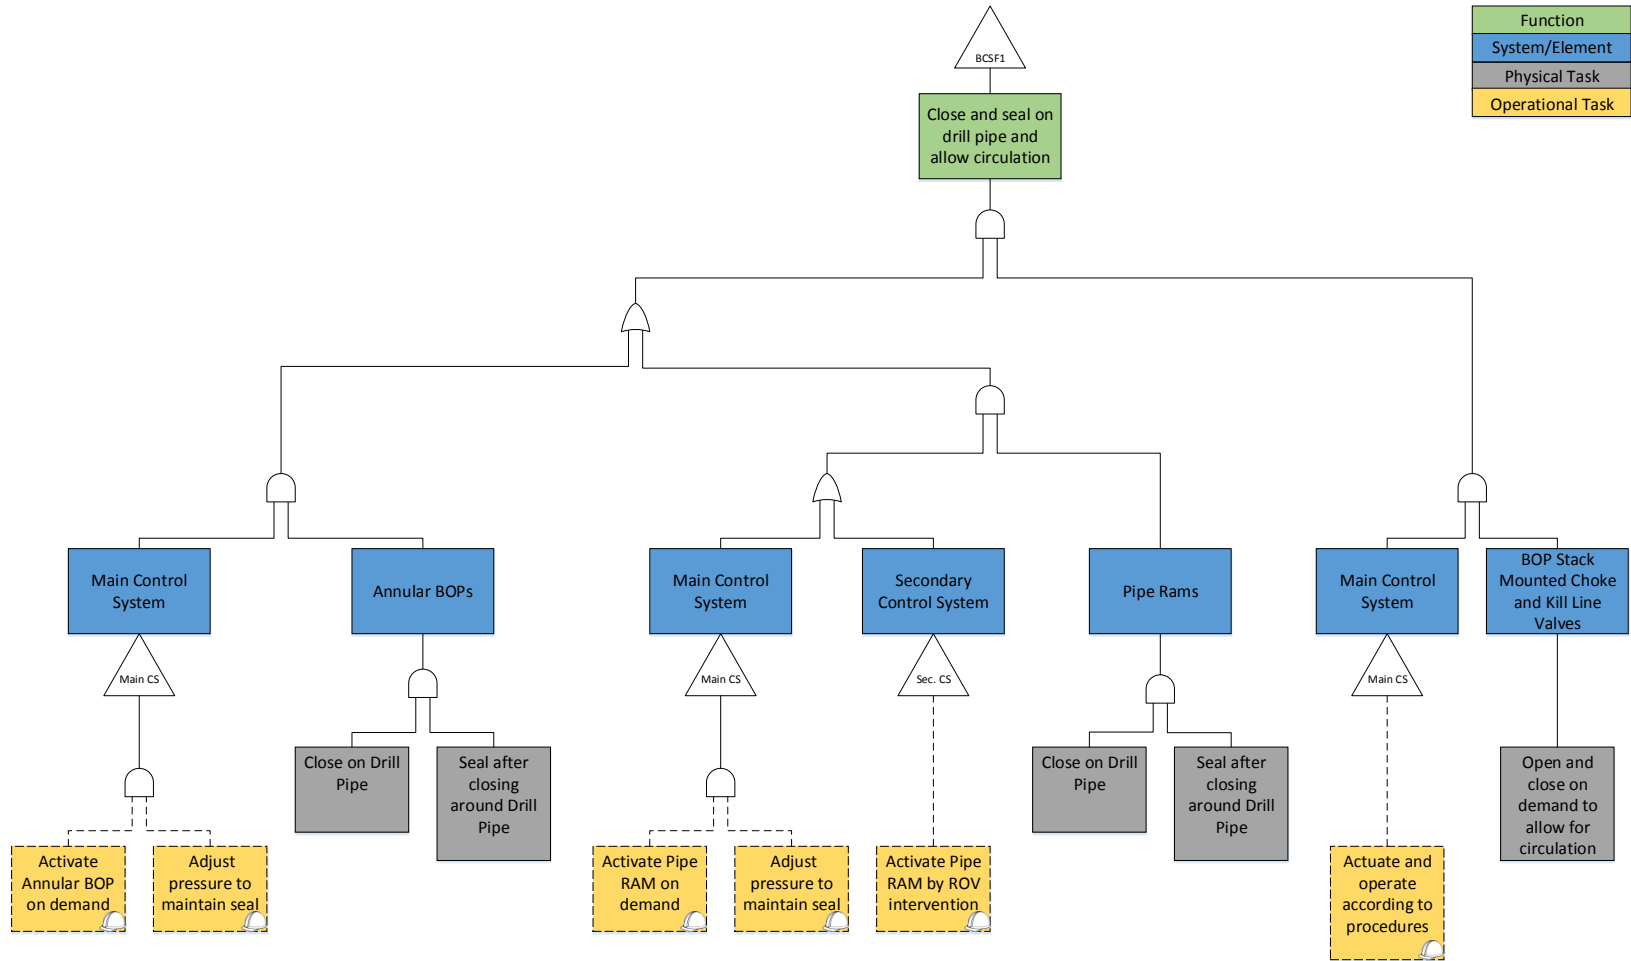 BCSF1
Function
System/Element
Physical Task
Operational Task
Close and seal on
drill pipe and
allow circulation
Main Control
System
Annular BOPs
Main Control
System
Secondary
Control System
Pipe Rams
Main Control
System
BOP Stack
Mounted Choke
and Kill Line
Valves
Main CS
Main CS
Sec. CS
Main CS
Close on Drill
Pipe
Seal after
closing
around Drill
Pipe
Close on Drill
Pipe
Seal after
closing
around Drill
Pipe
Open and
close on
demand to
allow for
circulation
Activate
Annular BOP
on demand
Adjust
pressure to
maintain seal
Activate Pipe
RAM on
demand
Adjust
pressure to
maintain seal
Activate Pipe
RAM by ROV
intervention
Actuate and
operate
according to
procedures